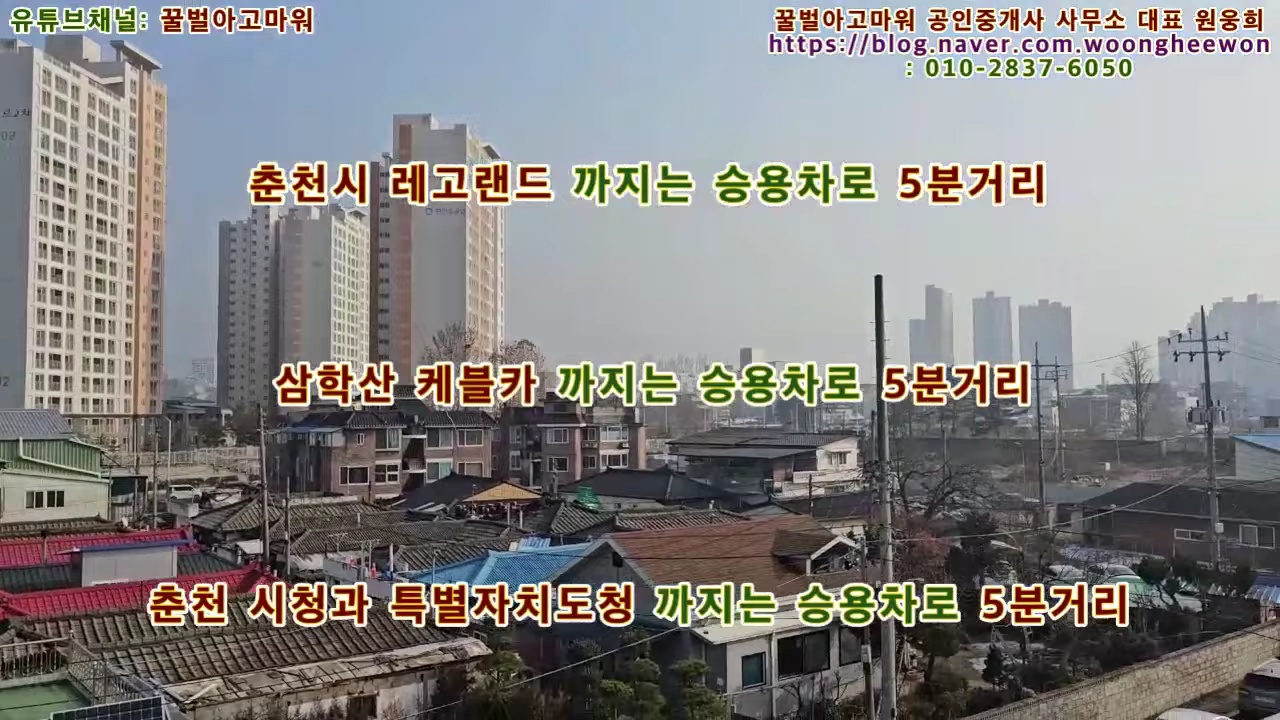 유튜브채널: 꿀벌아고마워
꿀벌아고마워 공인중개사 사무소 대표 원웅희
https://blog.naver.com.woongheewon
: 010-2837-6050
춘천시 레고랜드 까지는 승용차로 5분거리
삼학산 케블카 까지는 승용차로 5분거리
춘천 시청과 특별자치도청 까지는 승용차로 5분거리